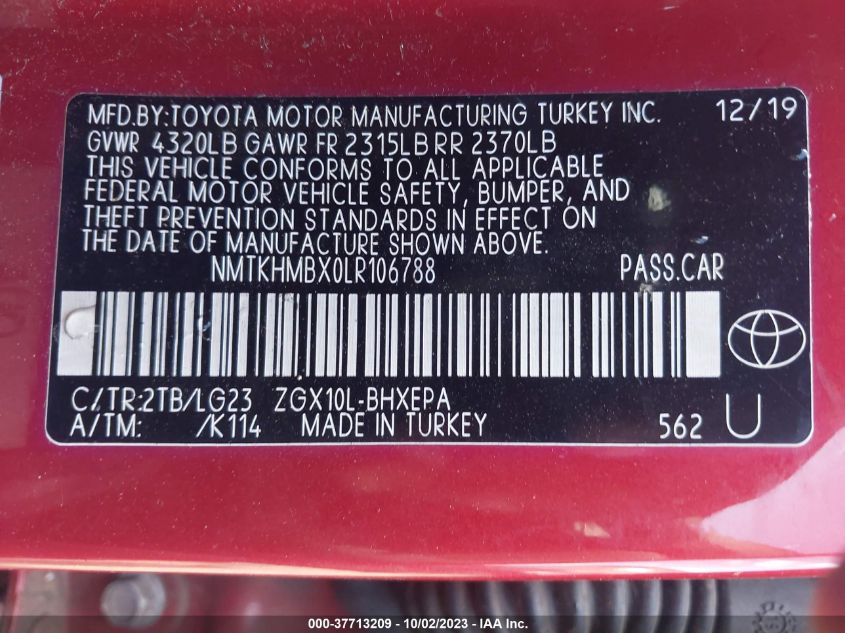 MFD.BY:TOYOTA MOTOR MANUFACTURING TURKEY INC. 12/19
GVWR 4320LB GAWR FR 2315LB RR 2370LB
THIS VEHICLE CONFORMS TO ALL APPLICABLE
FEDERAL MOTOR VEHICLE SAFETY, BUMPER, AND
THEFT PREVENTION STANDARDS IN EFFECT ON
THE DATE OF MANUFACTURE SHOWN ABOVE.
NMTKHMBX0LR106788 PASS.CAR
C/TR:2TB/LG23 ZGX10L-BHXEPA
A/TM: /K114 MADE IN TURKEY 562 U
000-37713209 - 10/02/2023 - IAA Inc.